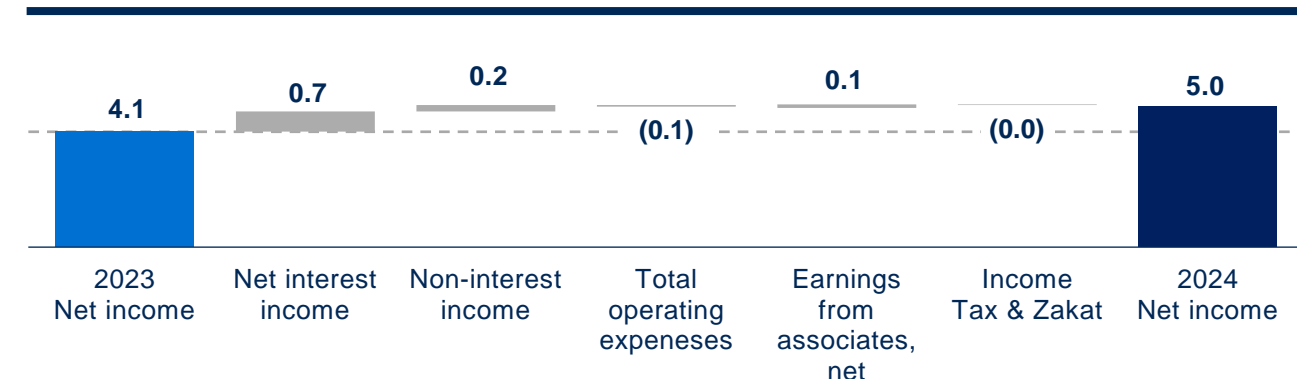 4.1
0.7
0.2
(0.1)
0.1
(0.0)
5.0
2023
Net income
Net interest
income
Non-interest
income
Total
operating
expeneses
Earnings
from
associates,
net
Income
Tax & Zakat
2024
Net income